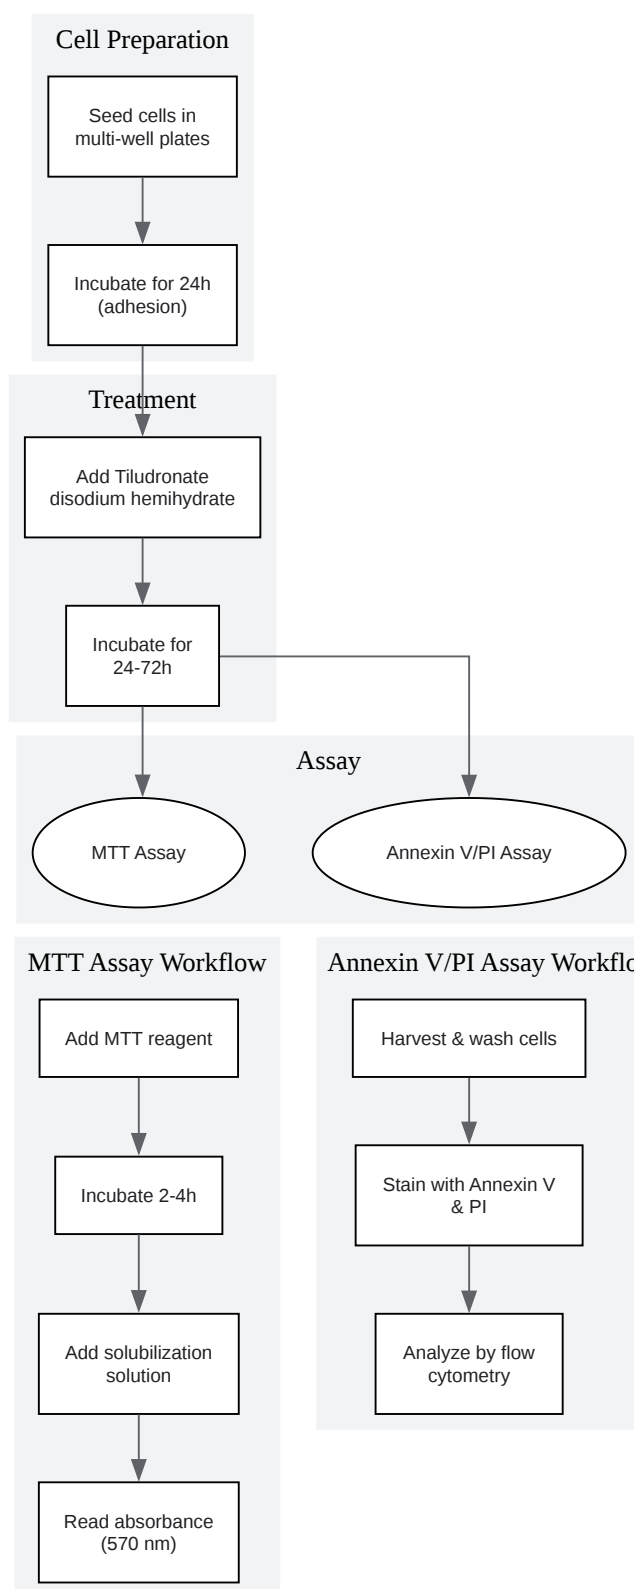 Cell Preparation
Seed cells in
multi-well plates
Incubate for 24h
(adhesion)
Treatment
Add Tiludronate
disodium hemihydrate
Incubate for
24-72h
Assay
MTT Assay
Annexin V/PI Assay
MTT Assay Workflow
Add MTT reagent
Incubate 2-4h
Add solubilization
solution
Read absorbance
(570 nm)
Annexin V/PI Assay Workflo
Harvest & wash cells
Stain with Annexin V
& PI
Analyze by flow
cytometry